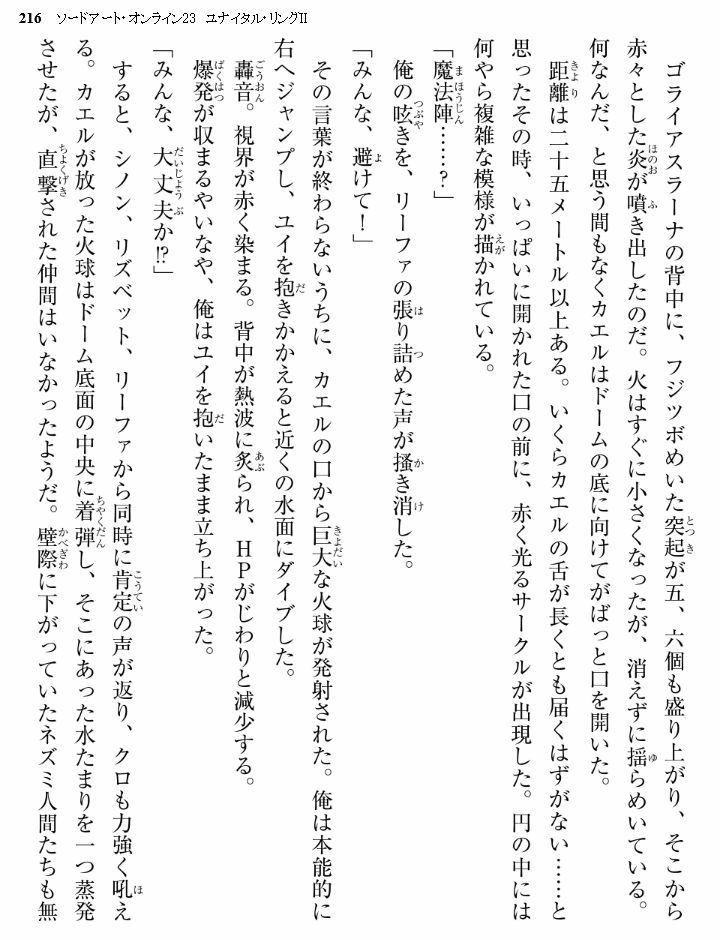 216　ソードアート・オンライン23　ユナイタル・リングII
ゴライアスラーナの背中に、フジツボめいた突起が五、六個も盛り上がり、そこから
赤々とした炎が噴き出したのだ。火はすぐに小さくなったが、消えずに揺らめいている。
何なんだ、と思う間もなくカエルはドームの底に向けてがばっと口を開いた。
距離は二十五メートル以上ある。いくらカエルの舌が長くとも届くはずがない……と
思ったその時、いっぱいに開かれた口の前に、赤く光るサークルが出現した。円の中には
何やら複雑な模様が描かれている。
「魔法陣……？」
俺の呟きを、リーファの張り詰めた声が掻き消した。
「みんな、避けて！」
その言葉が終わらないうちに、カエルの口から巨大な火球が発射された。俺は本能的に
右へジャンプし、ユイを抱きかかえると近くの水面にダイブした。
轟音。視界が赤く染まる。背中が熱波に炙られ、ＨＰがじわりと減少する。
爆発が収まるやいなや、俺はユイを抱いたまま立ち上がった。
「みんな、大丈夫か!?」
すると、シノン、リズベット、リーファから同時に肯定の声が返り、クロも力強く吼え
る。カエルが放った火球はドーム底面の中央に着弾し、そこにあった水たまりを一つ蒸発
させたが、直撃された仲間はいなかったようだ。壁際に下がっていたネズミ人間たちも無